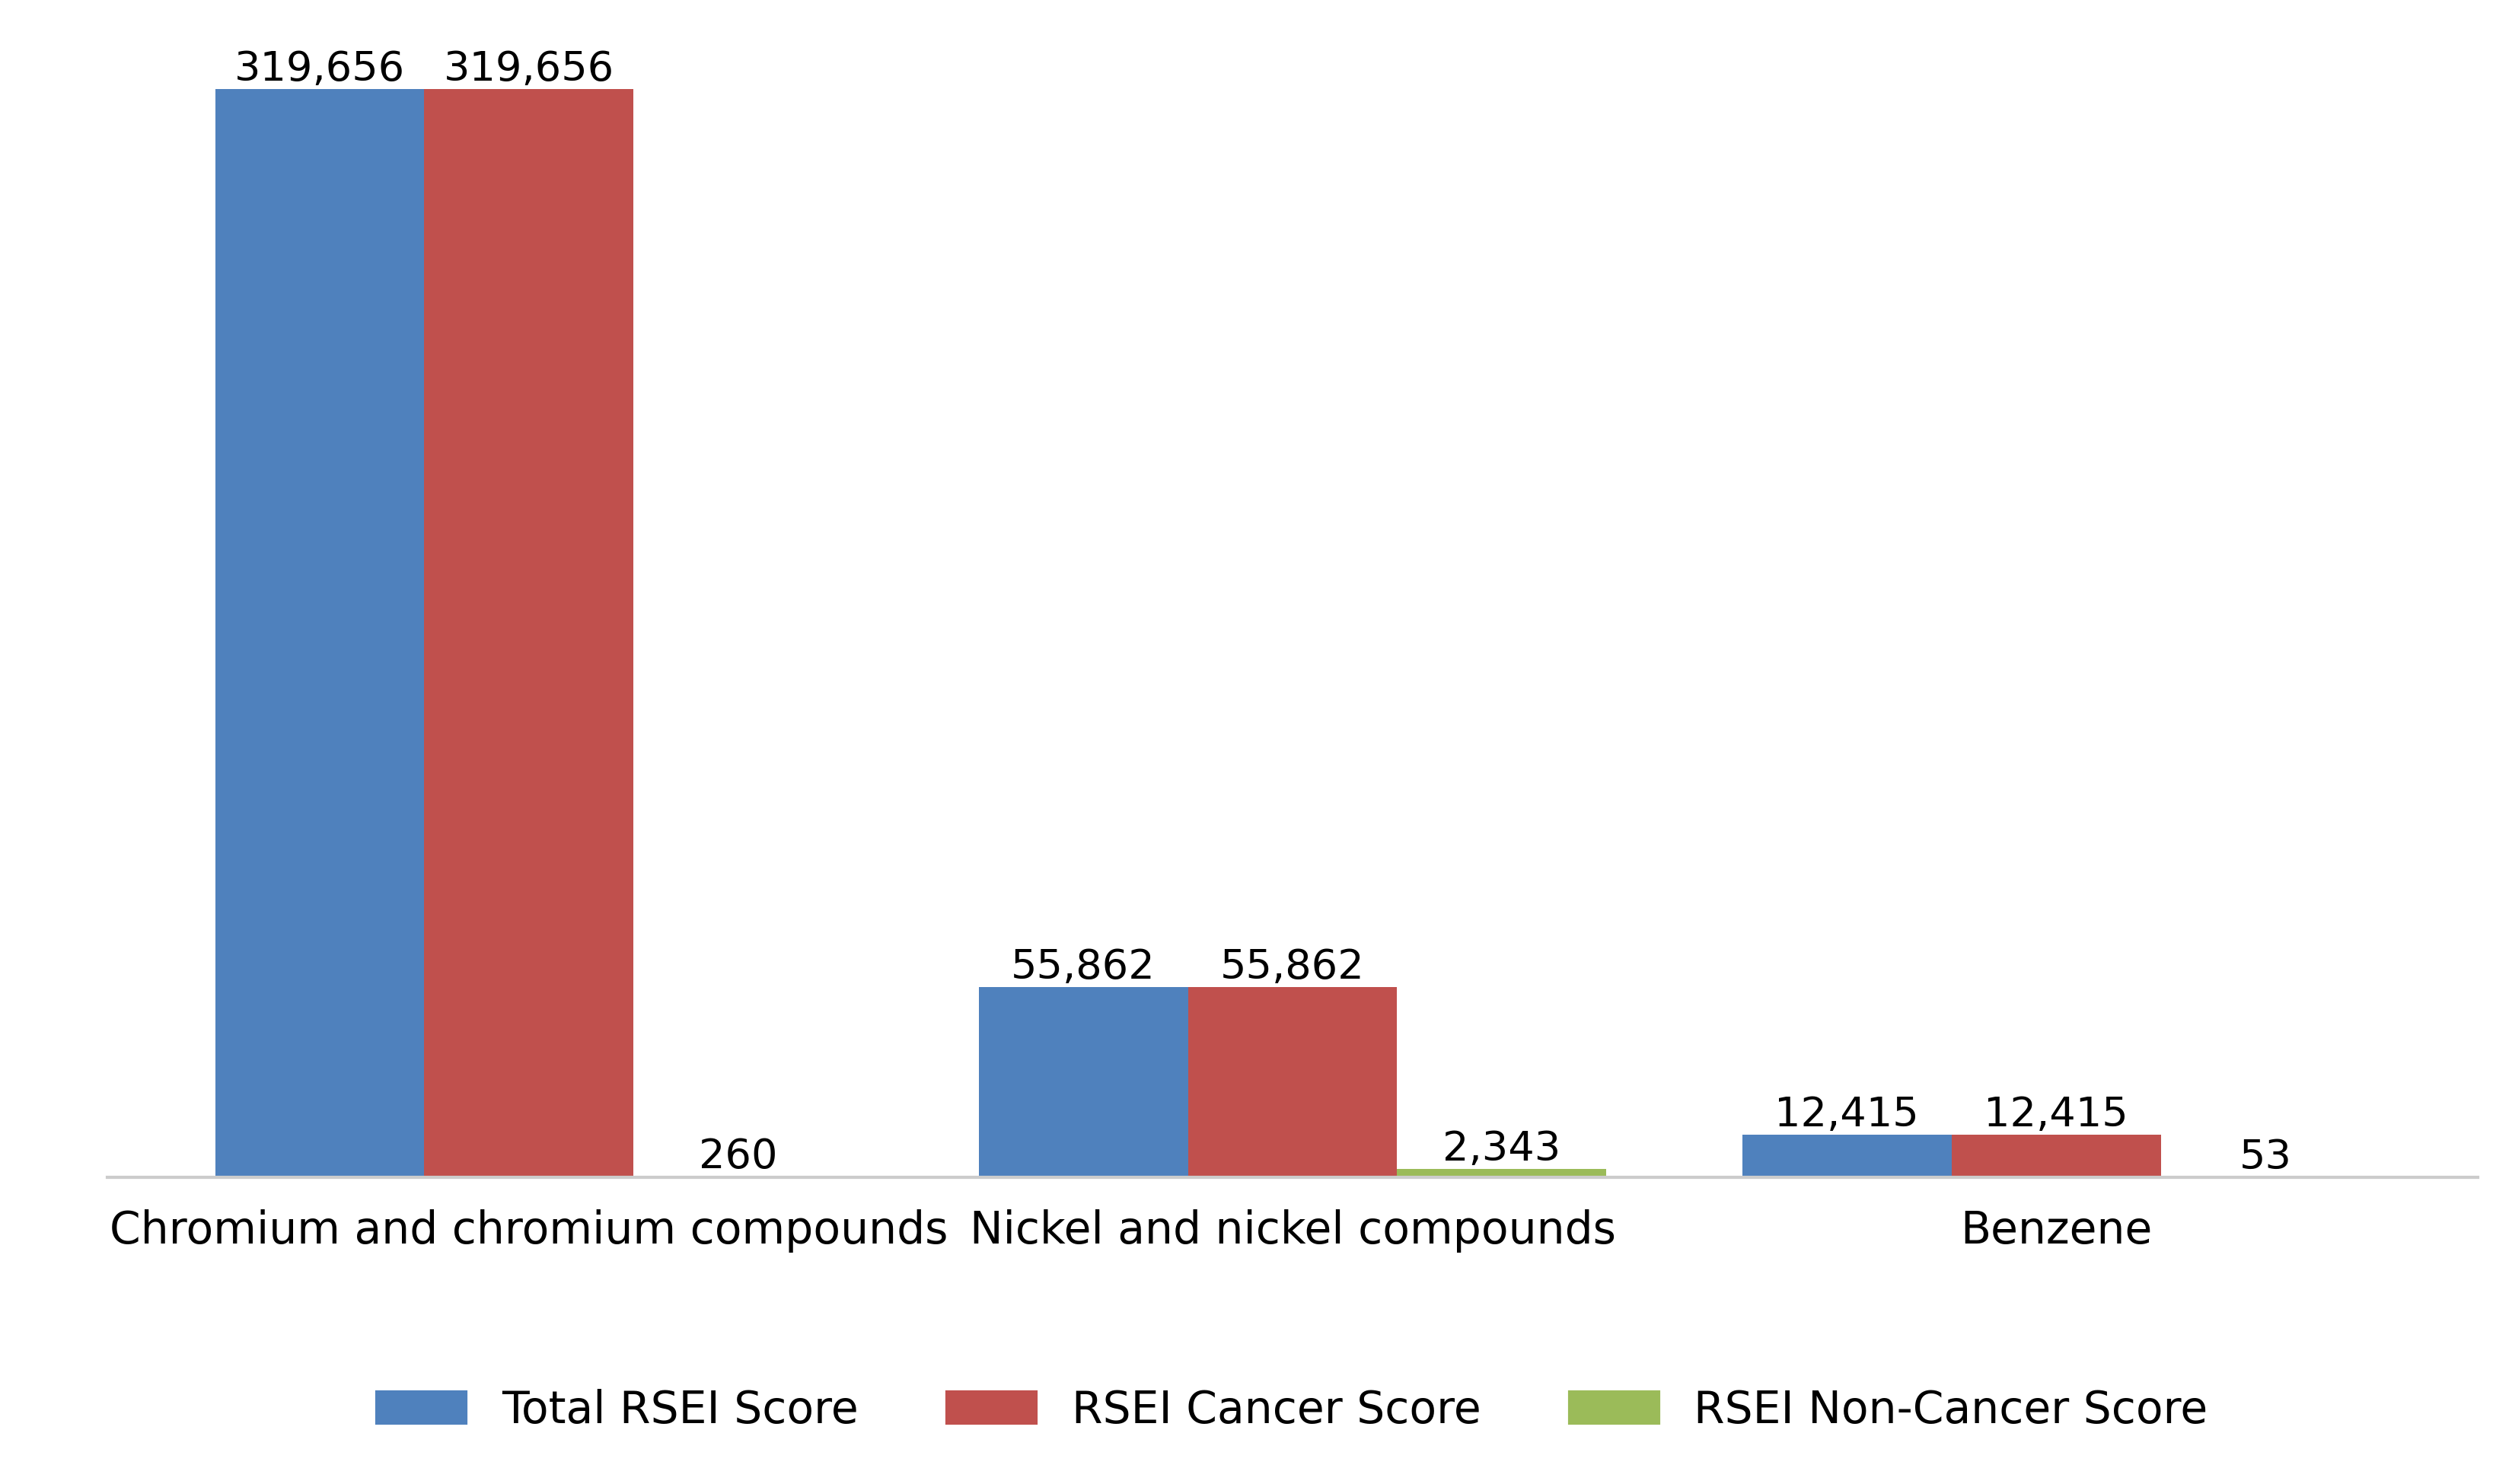 319,656 319,656
55,862 55,862
12,415 12,415
260 2,343 53
Chromium and chromium compounds Nickel and nickel compounds Benzene
Total RSEI Score RSEI Cancer Score RSEI Non-Cancer Score